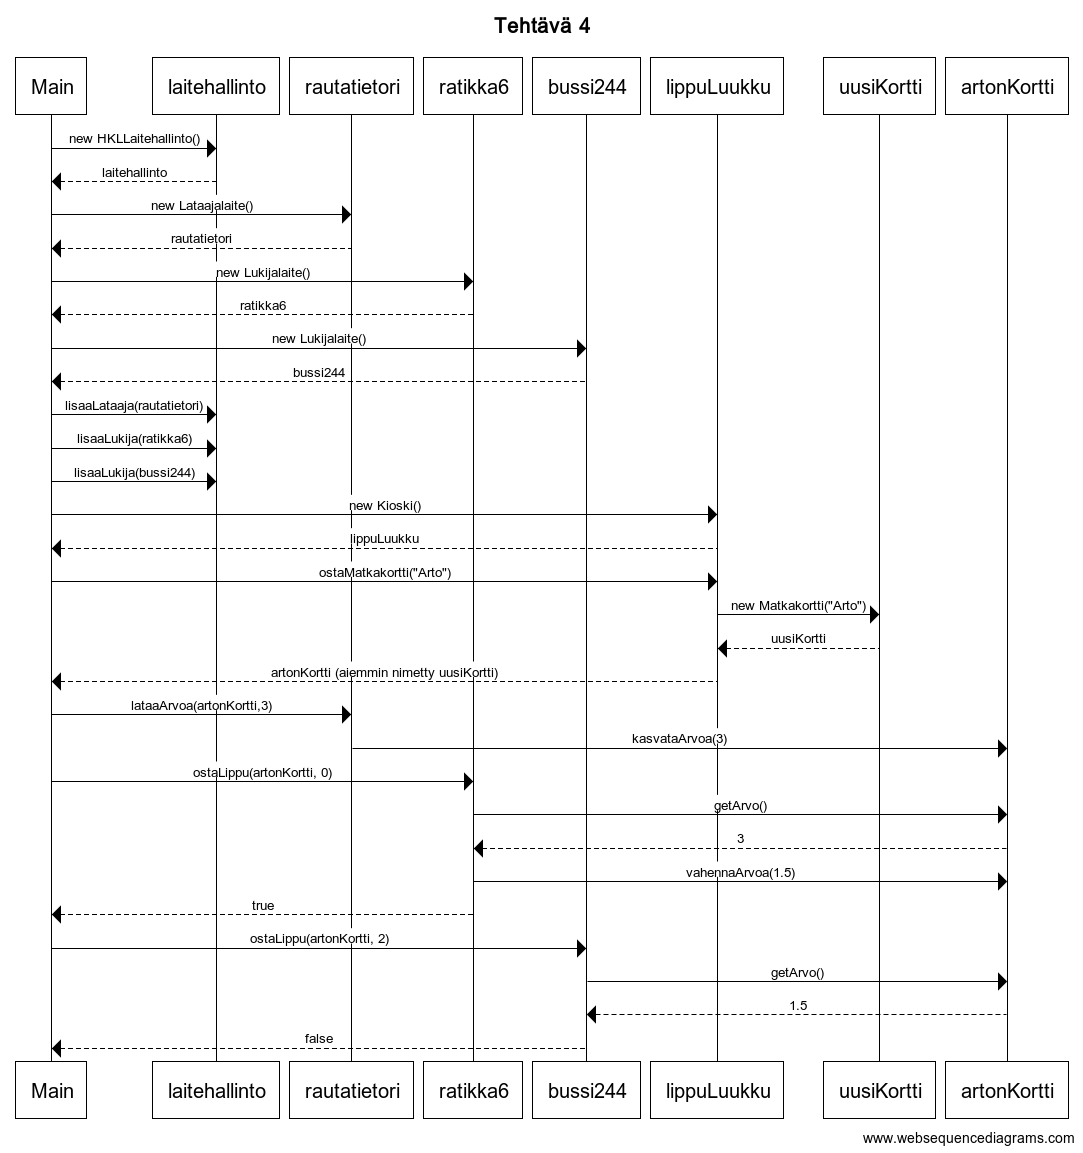 Tehtävä 4
Main laitehallinto rautatietori ratikka6 bussi244 lippuLuukku uusiKortti artonKortti
new HKLLaitehallinto()
laitehallinto
new Lataajalaite()
rautatietori
new Lukijalaite()
ratikka6
new Lukijalaite()
bussi244
lisaaLataaja(rautatietori)
lisaaLukija(ratikka6)
lisaaLukija(bussi244)
new Kioski()
lippuLuukku
ostaMatkakortti("Arto")
new Matkakortti("Arto")
uusiKortti
artonKortti (aiemmin nimetty uusiKortti)
lataaArvoa(artonKortti,3)
kasvataArvoa(3)
ostaLippu(artonKortti, 0)
getArvo()
3
vahennaArvoa(1.5)
true
ostaLippu(artonKortti, 2)
getArvo()
1.5
false
Main laitehallinto rautatietori ratikka6 bussi244 lippuLuukku uusiKortti artonKortti
www.websequencediagrams.com